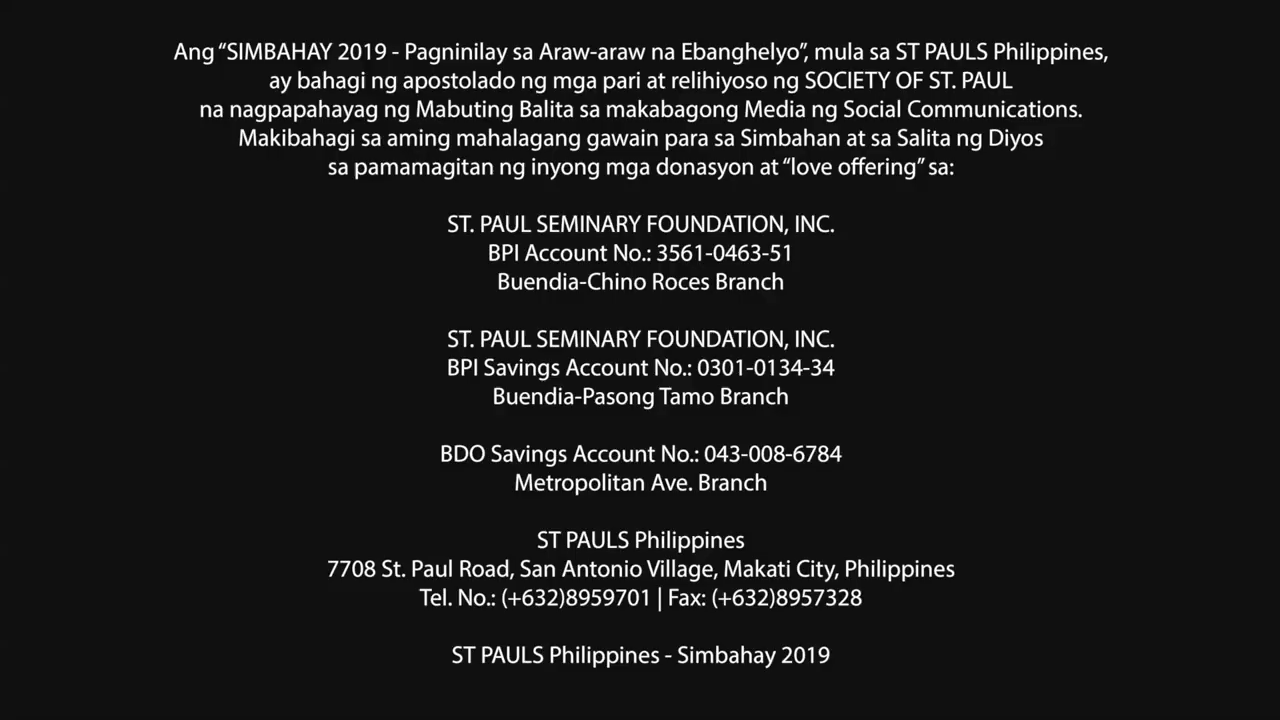 Ang “SIMBAHAY 2019 - Pagninilay sa Araw-araw na Ebanghelyo”, mula sa ST PAULS Philippines,
ay bahagi ng apostolado ng mga pari at relihiyoso ng SOCIETY OF ST. PAUL
na nagpapahayag ng Mabuting Balita sa makabagong Media ng Social Communications.
Makibahagi sa aming mahalagang gawain para sa Simbahan at sa Salita ng Diyos
sa pamamagitan ng inyong mga donasyon at “love offering” sa:
ST. PAUL SEMINARY FOUNDATION, INC.
BPI Account No.: 3561-0463-51
Buendia-Chino Roces Branch
ST. PAUL SEMINARY FOUNDATION, INC.
BPI Savings Account No.: 0301-0134-34
Buendia-Pasong Tamo Branch
BDO Savings Account No.: 043-008-6784
Metropolitan Ave. Branch
ST PAULS Philippines
7708 St. Paul Road, San Antonio Village, Makati City, Philippines
Tel. No.: (+632)8959701 | Fax: (+632)8957328
ST PAULS Philippines - Simbahay 2019